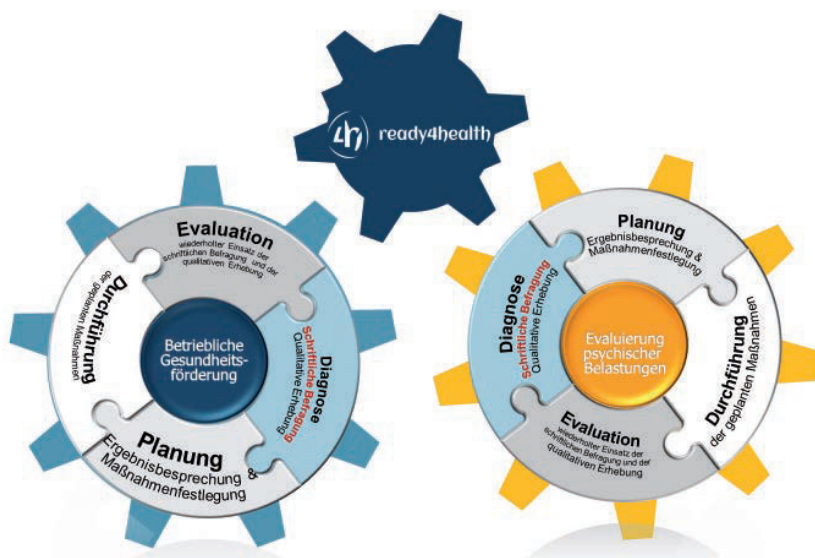 4h ready4health
Evaluation
wiederholter Einsatz der
schriftlichen Befragung und der
qualitativen Erhebung
Diagnose
Schriftliche Befragung
Qualitative Erhebung
Planung
Ergebnisbesprechung &
Maßnahmenfestlegung
Durchführung
der geplanten Maßnahmen
Betriebliche
Gesundheits-
förderung
Planung
Ergebnisbesprechung &
Maßnahmenfestlegung
Durchführung
der geplanten Maßnahmen
Evaluation
wiederholter Einsatz der
schriftlichen Befragung und der
qualitativen Erhebung
Diagnose
Schriftliche Befragung
Qualitative Erhebung
Evaluierung
psychischer
Belastungen